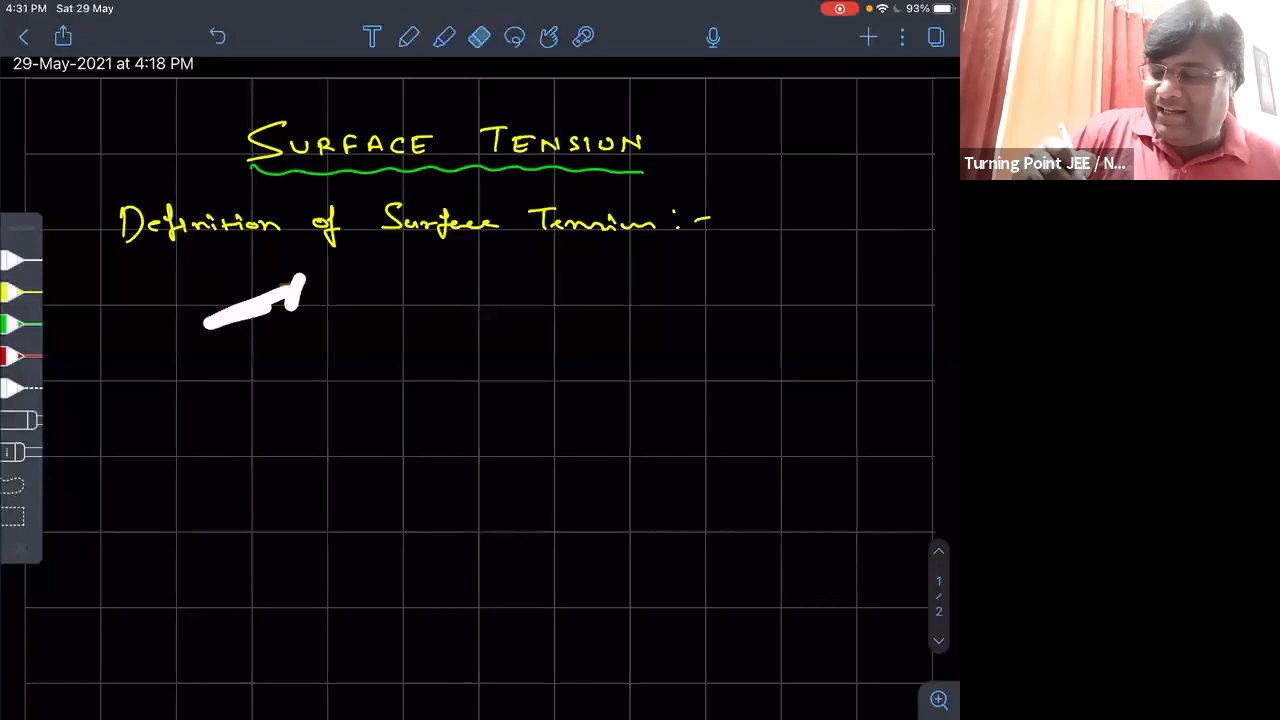 4:31 PM Sat 29 May 93%
29-May-2021 at 4:18 PM
SURFACE TENSION
Definition of Surface Tension :-
Turning Point JEE / N...
1
/
2